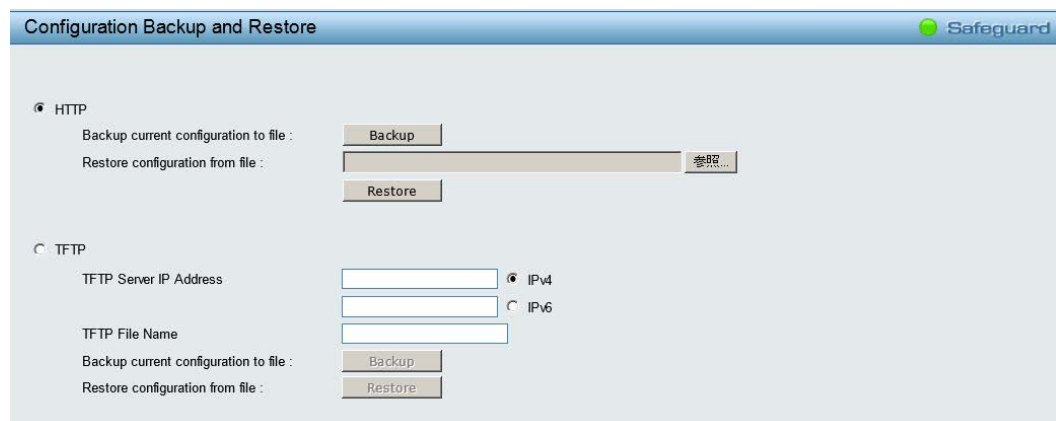 Configuration Backup and Restore
Safeguard
HTTP
Backup current configuration to file : Backup
Restore configuration from file : 参照...
Restore
TFTP
TFTP Server IP Address IPv4
IPv6
TFTP File Name
Backup current configuration to file : Backup
Restore configuration from file : Restore